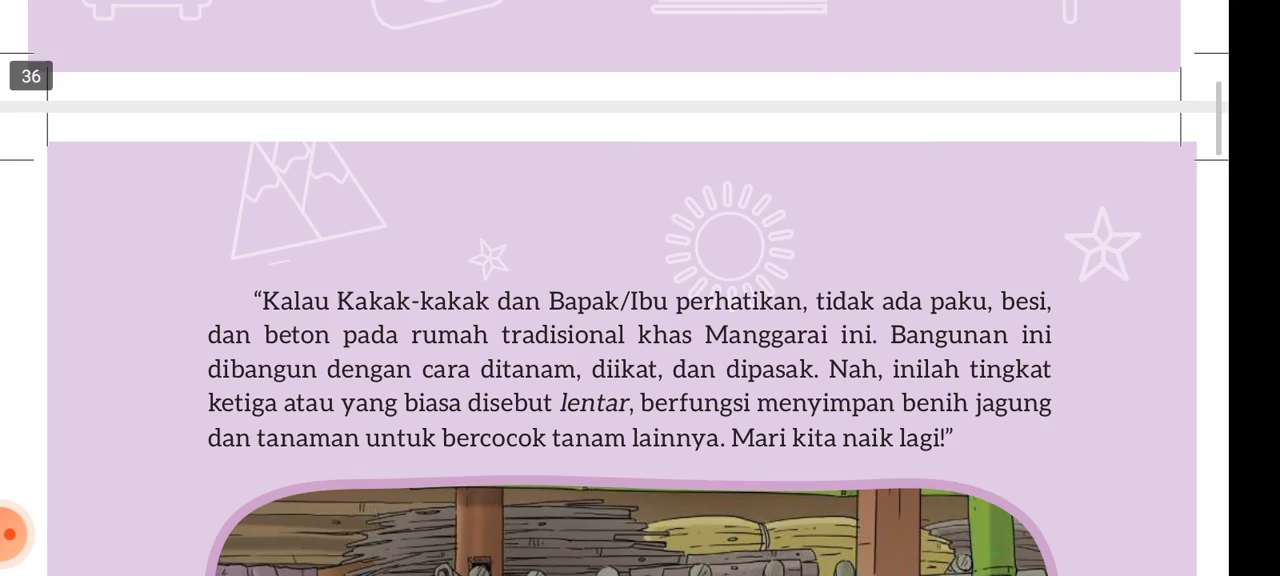 36
“Kalau Kakak-kakak dan Bapak/Ibu perhatikan, tidak ada paku, besi,
dan beton pada rumah tradisional khas Manggarai ini. Bangunan ini
dibangun dengan cara ditanam, diikat, dan dipasak. Nah, inilah tingkat
ketiga atau yang biasa disebut lentar, berfungsi menyimpan benih jagung
dan tanaman untuk bercocok tanam lainnya. Mari kita naik lagi!”